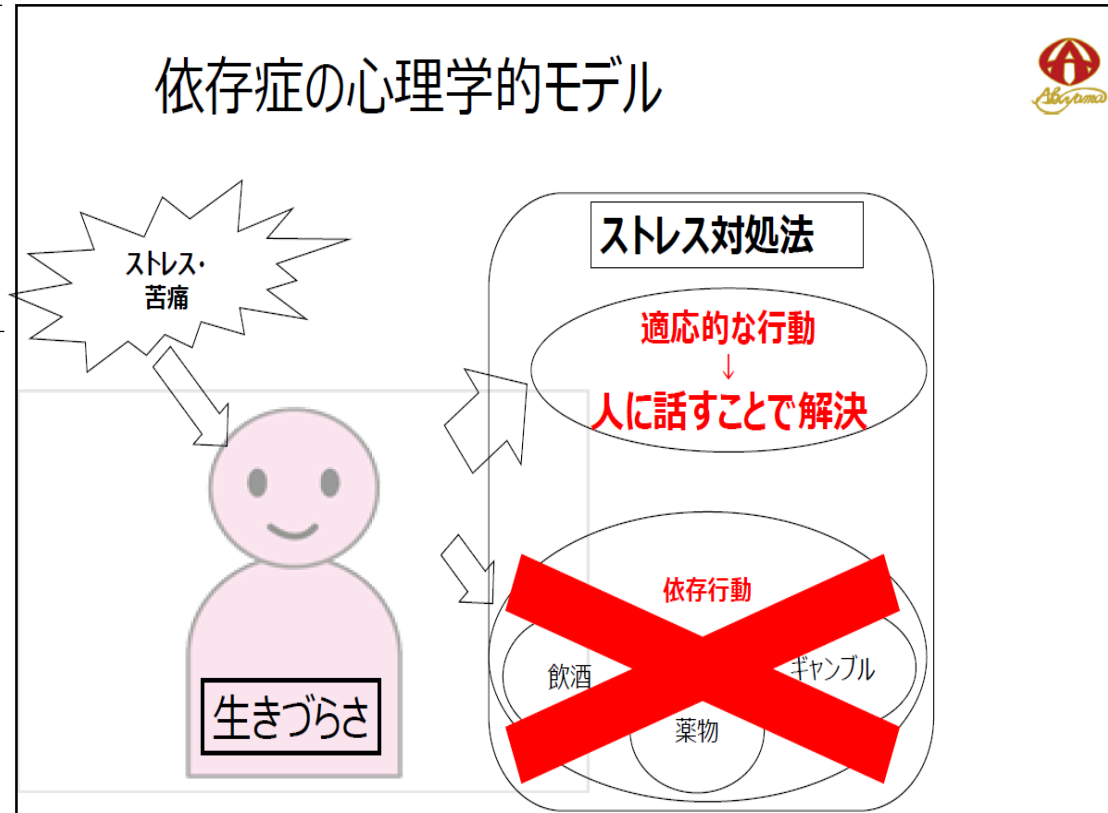 依存症の心理学的モデル
ストレス・
苦痛
ストレス対処法
適応的な行動
↓
人に話すことで解決
依存行動
飲酒
ギャンブル
薬物
生きづらさ